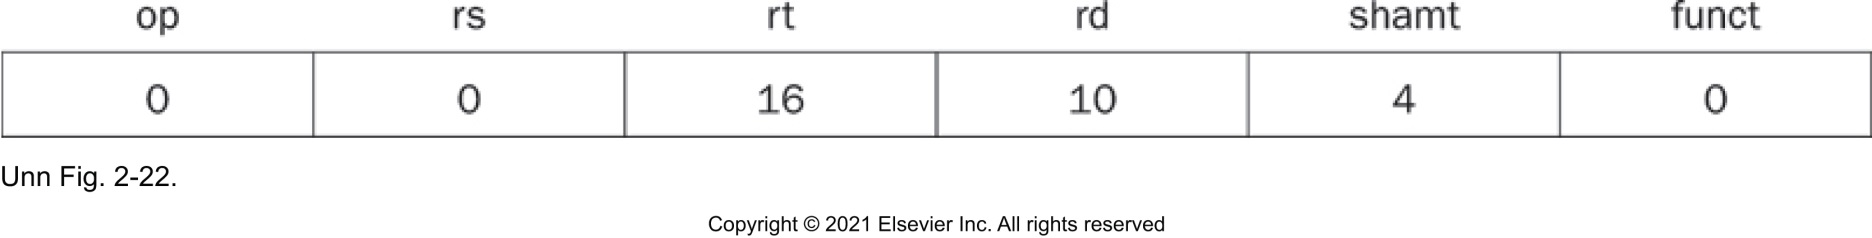 op rs rt rd shamt funct
0 0 16 10 4 0
Unn Fig. 2-22.
Copyright © 2021 Elsevier Inc. All rights reserved